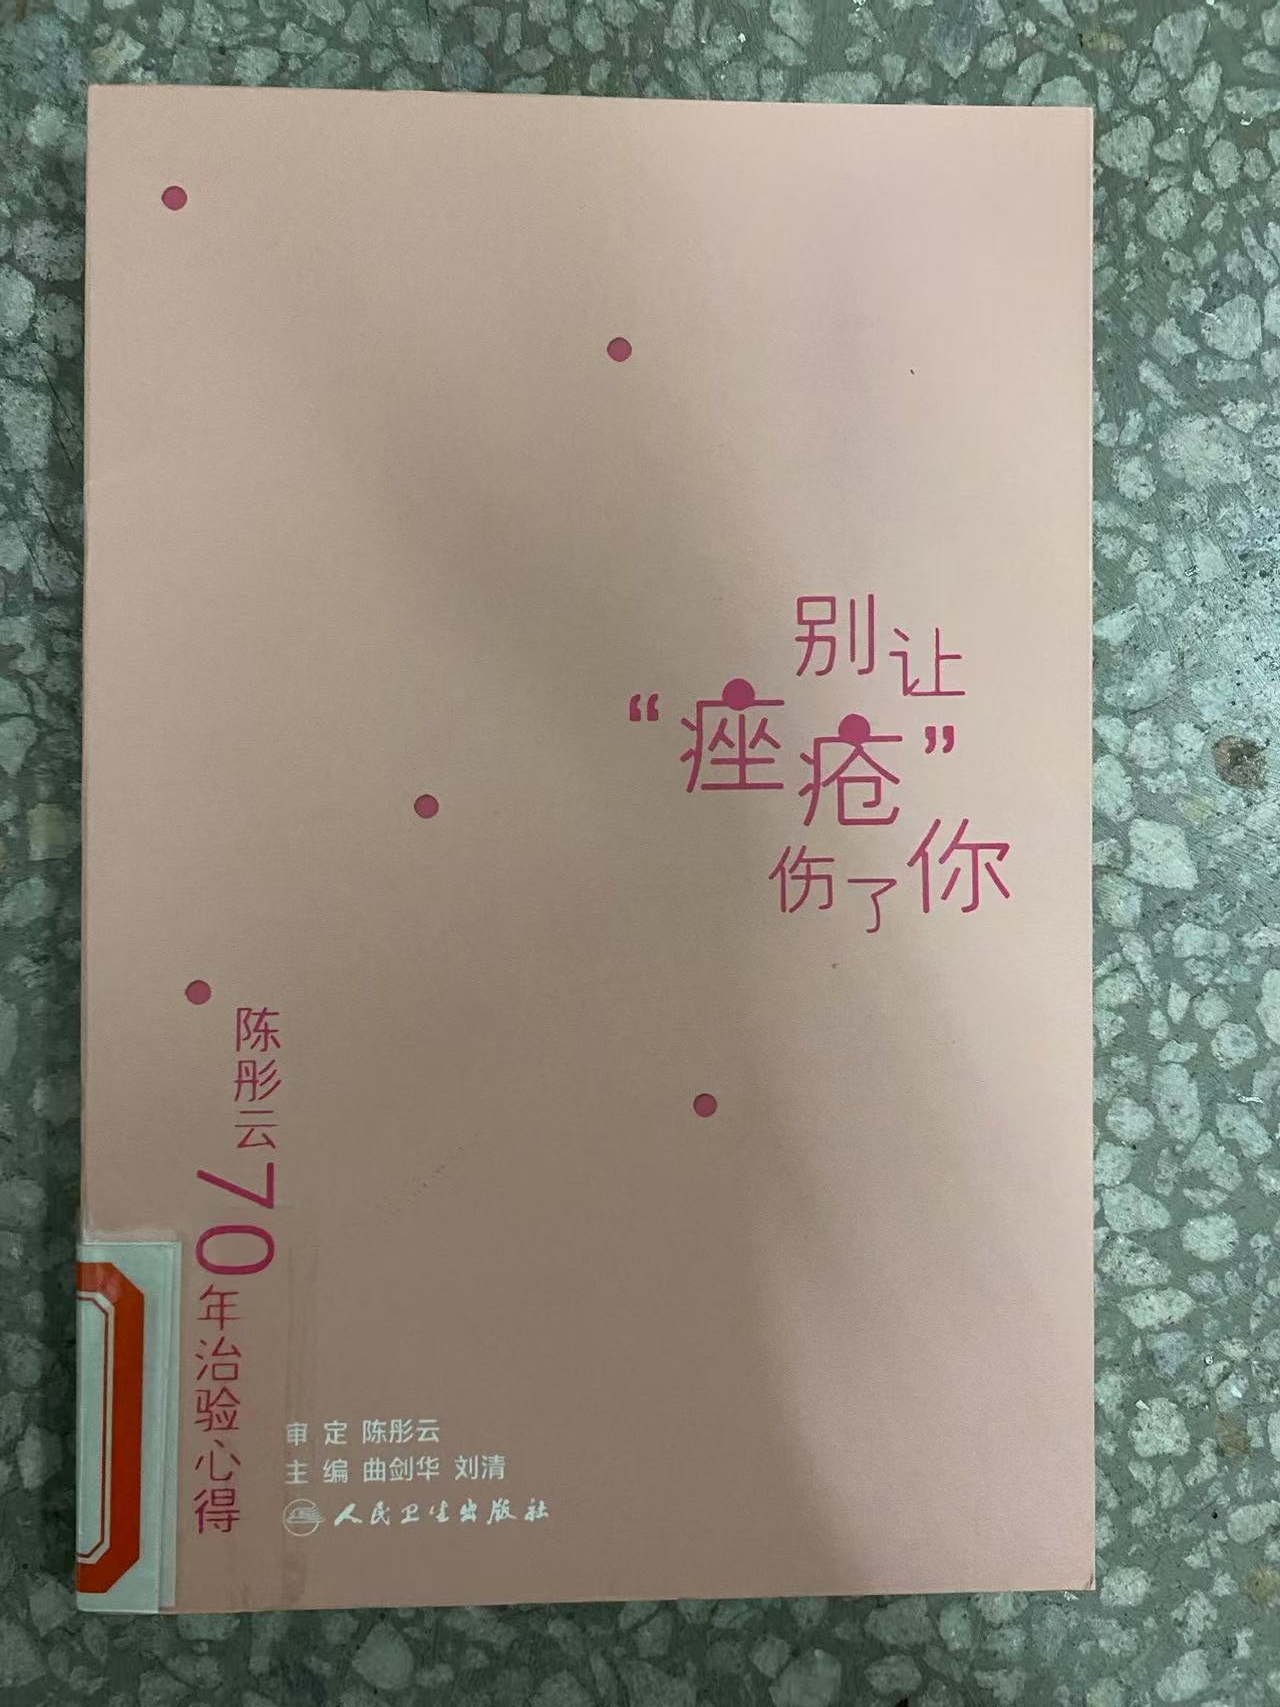 别让
“痤疮”
伤了你
陈彤云70年治验心得
审 定 陈彤云
主 编 曲剑华 刘清
人民卫生出版社